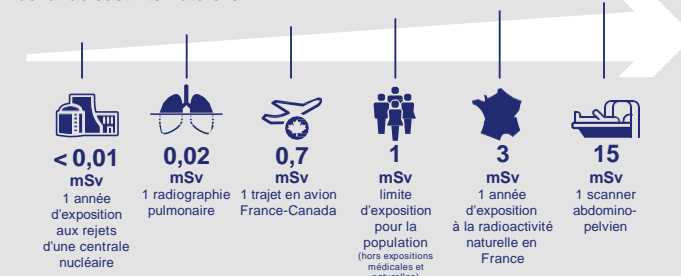 < 0,01
mSv
1 année
d'exposition
aux rejets
d'une centrale
nucléaire
0,02
mSv
1 radiographie
pulmonaire
0,7
mSv
1 trajet en avion
France-Canada
1
mSv
limite
d'exposition
pour la
population
(hors expositions
médicales et
naturelles)
3
mSv
1 année
d'exposition
à la radioactivité
naturelle en
France
15
mSv
1 scanner
abdomino-
pelvien